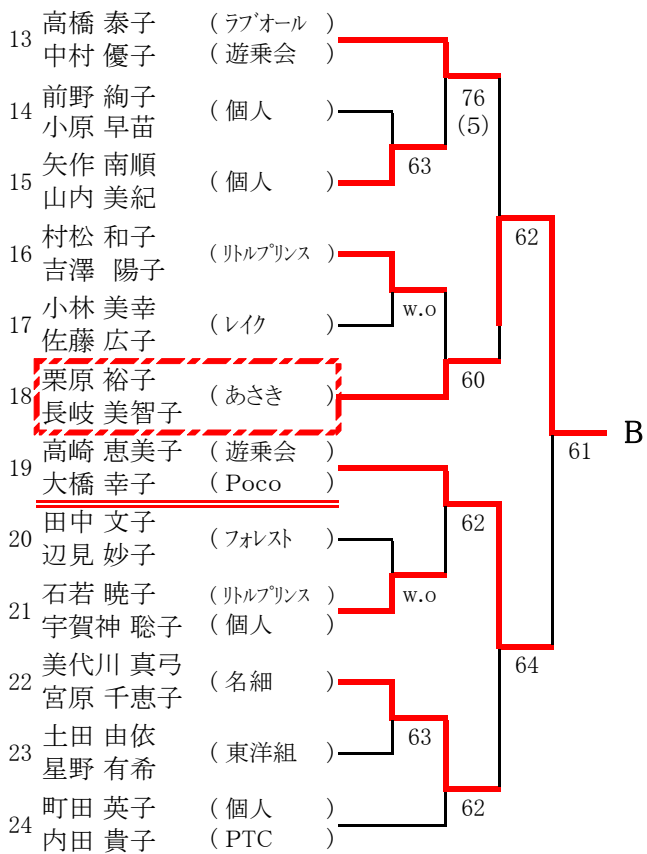 13 高橋 泰子 (ラブオール)
中村 優子 (遊乗会)
14 前野 絢子 (個人)
小原 早苗
15 矢作 南順 (個人)
山内 美紀
16 村松 和子 (リトルプリンス)
吉澤 陽子
17 小林 美幸 (レイク)
佐藤 広子
18 栗原 裕子 (あさき)
長岐 美智子
19 高崎 恵美子 (遊乗会)
大橋 幸子 (Poco)
20 田中 文子 (フォレスト)
辺見 妙子
21 石若 暁子 (リトルプリンス)
宇賀神 聡子 (個人)
22 美代川 真弓 (名細)
宮原 千恵子
23 土田 由依 (東洋組)
星野 有希
24 町田 英子 (個人)
内田 貴子 (PTC)
76
(5)
63
62
w.o
60
61 B
62
w.o
64
63
62